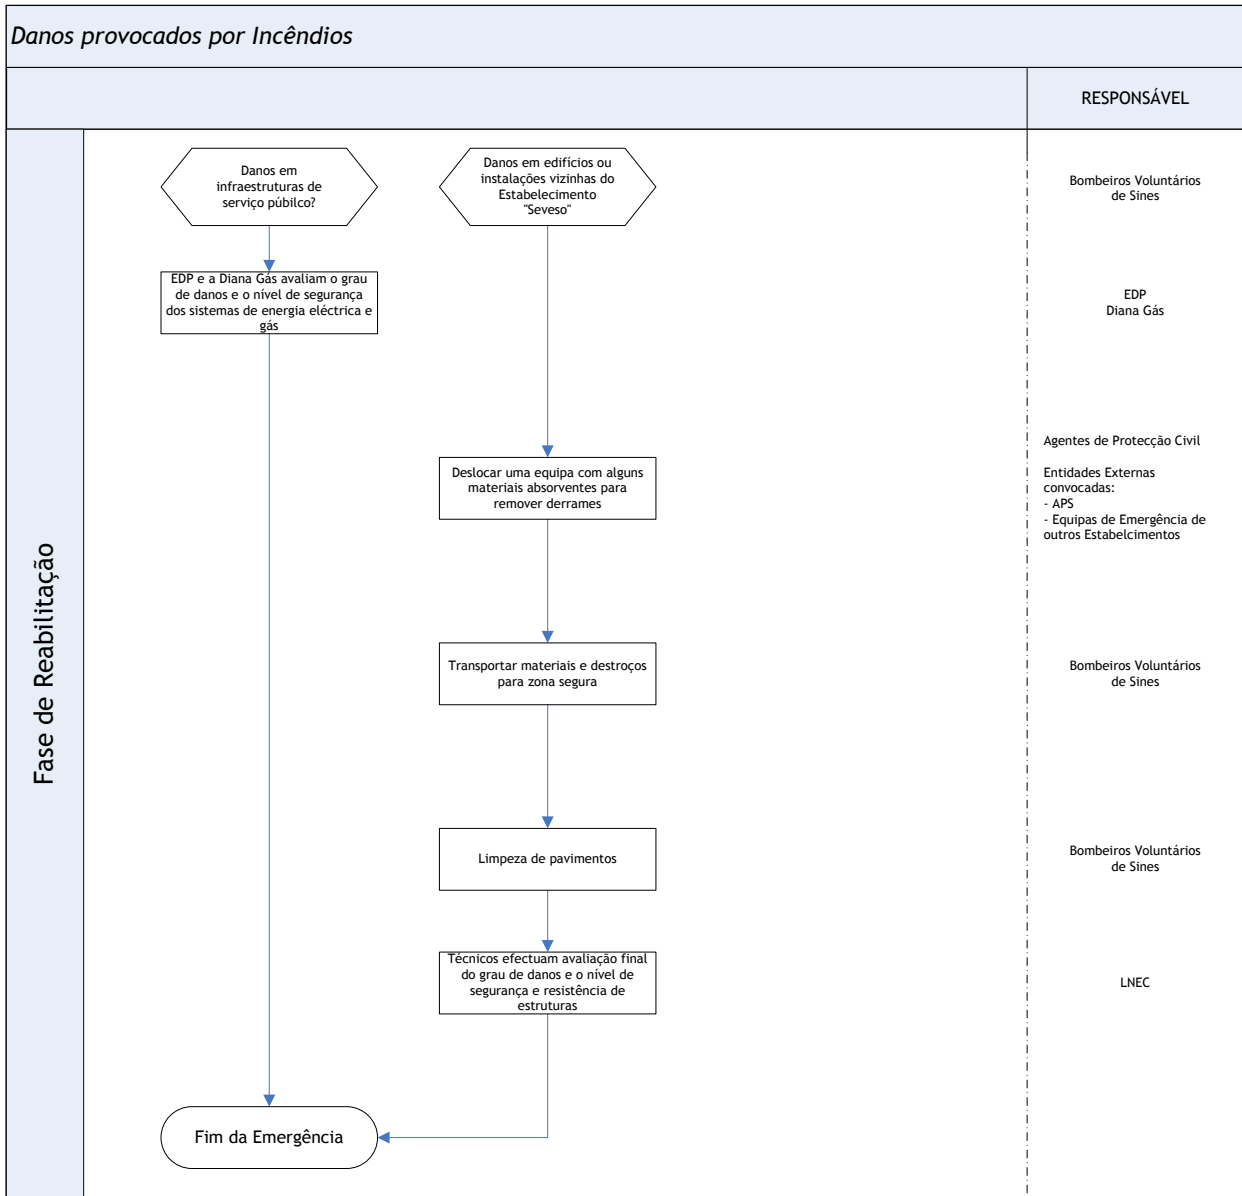 Danos provocados por Incêndios
RESPONSÁVEL
Fase de Reabilitação
Danos em
infraestruturas de
serviço púbilco?
Danos em edifícios ou
instalações vizinhas do
Estabelecimento
"Seveso"
Bombeiros Voluntários
de Sines
EDP e a Diana Gás avaliam o grau
de danos e o nível de segurança
dos sistemas de energia eléctrica e
gás
EDP
Diana Gás
Deslocar uma equipa com alguns
materiais absorventes para
remover derrames
Agentes de Protecção Civil
Entidades Externas
convocadas:
- APS
- Equipas de Emergência de
outros Estabelcimentos
Transportar materiais e destroços
para zona segura
Bombeiros Voluntários
de Sines
Limpeza de pavimentos
Bombeiros Voluntários
de Sines
Técnicos efectuam avaliação final
do grau de danos e o nível de
segurança e resistência de
estruturas
LNEC
Fim da Emergência